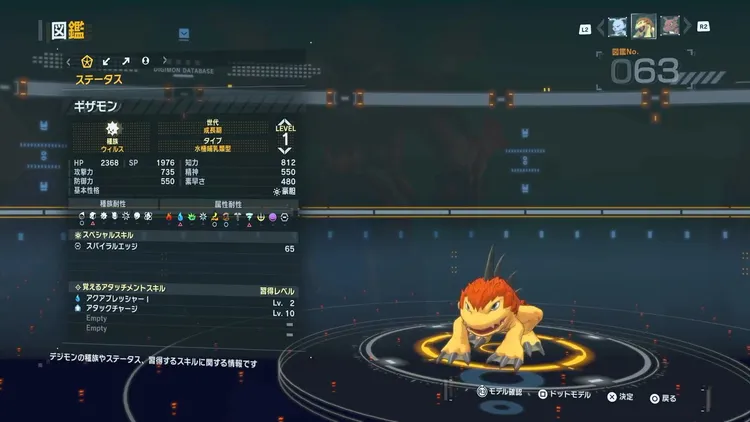 図鑑
L2
R2
図鑑No.
063
DIGIMON DATABASE
ステータス
ギザモン
種族
ウイルス
世代
成長期
タイプ
水棲哺乳類型
LEVEL
1
HP 2368 SP 1976 知力 812
攻撃力 735 精神 550
防御力 550 素早さ 480
基本性格 豪胆
種族耐性 属性耐性
スペシャルスキル
スパイラルエッジ 65
覚えるアタッチメントスキル 習得レベル
アクアプレッシャーⅠ Lv. 2
アタックチャージ Lv. 10
Empty
Empty
デジモンの種族やステータス、習得するスキルに関する情報です
R3 モデル確認 ドットモデル 決定 戻る